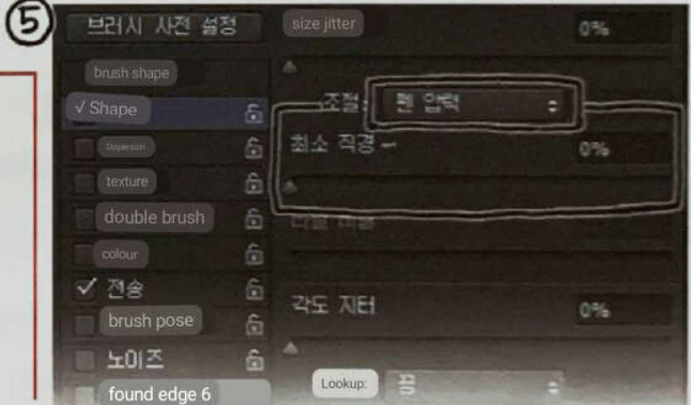 ⑤
브러시 사전 설정
size jitter
0%
brush shape
✓ Shape
조절: 펜 압력
Dispersion
최소 직경
0%
texture
double brush
colour
✓ 전송
각도 지터
0%
brush pose
노이즈
Lookup:
found edge 6